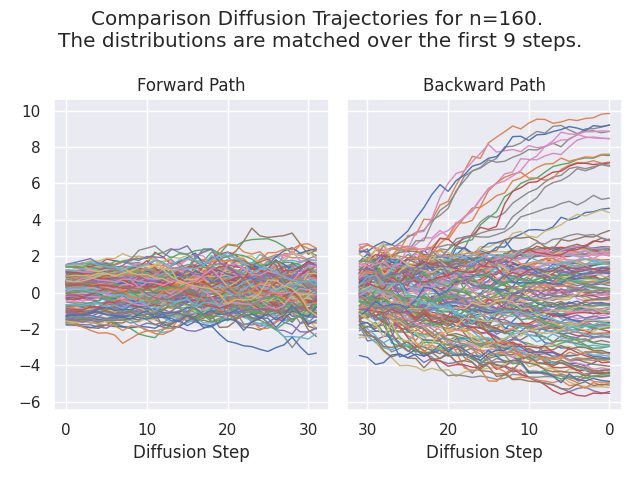 Comparison Diffusion Trajectories for n=160.
The distributions are matched over the first 9 steps.
Forward Path
Backward Path
10
8
6
4
2
0
−2
−4
−6
0 10 20 30
30 20 10 0
Diffusion Step
Diffusion Step